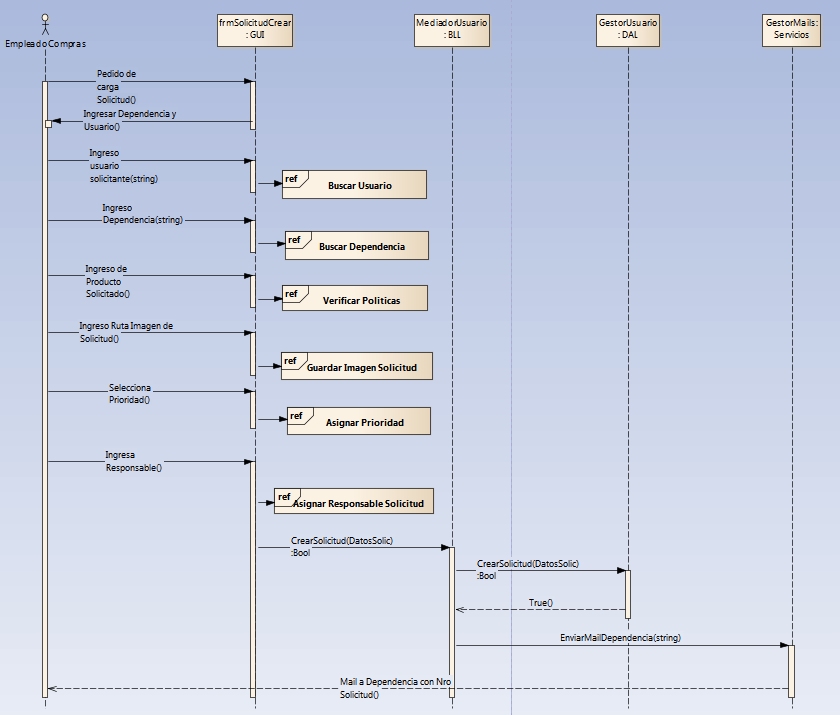 EmpleadoCompras
frmSolicitudCrear
: GUI
MediadorUsuario
: BLL
GestorUsuario
: DAL
GestorMails:
Servicios
Pedido de
carga
Solicitud()
Ingresar Dependencia y
Usuario()
Ingreso
usuario
solicitante(string)
ref
Buscar Usuario
Ingreso
Dependencia(string)
ref
Buscar Dependencia
Ingreso de
Producto
Solicitado()
ref
Verificar Politicas
Ingreso Ruta Imagen de
Solicitud()
ref
Guardar Imagen Solicitud
Selecciona
Prioridad()
ref
Asignar Prioridad
Ingresa
Responsable()
ref
Asignar Responsable Solicitud
CrearSolicitud(DatosSolic)
:Bool
CrearSolicitud(DatosSolic)
:Bool
True()
EnviarMailDependencia(string)
Mail a Dependencia con Nro
Solicitud()